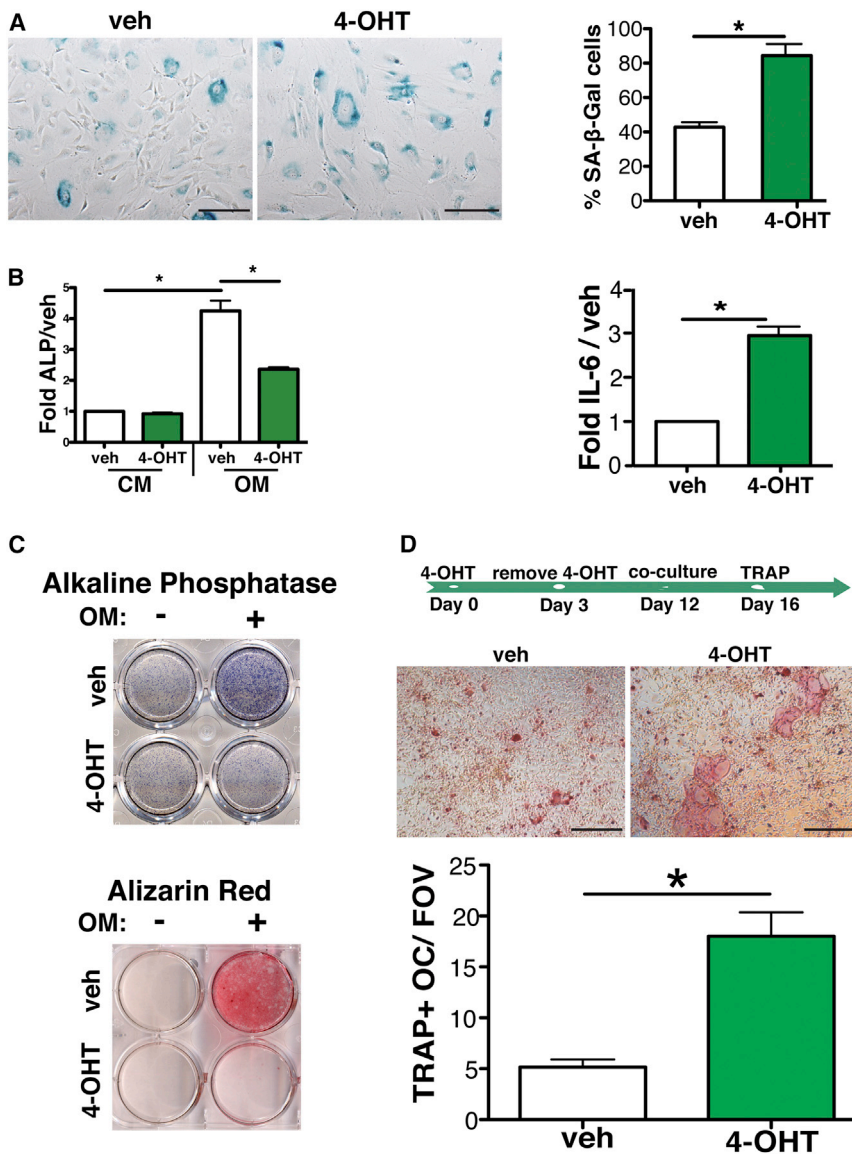 A
veh
4-OHT
*
% SA-β-Gal cells
100
80
60
40
20
0
veh
4-OHT
B
*
*
Fold ALP/veh
5
4
3
2
1
0
veh
4-OHT
veh
4-OHT
CM
OM
*
Fold IL-6 / veh
4
3
2
1
0
veh
4-OHT
C
Alkaline Phosphatase
OM: - +
veh
4-OHT
Alizarin Red
OM: - +
veh
4-OHT
D
4-OHT remove 4-OHT co-culture TRAP
Day 0 Day 3 Day 12 Day 16
veh
4-OHT
*
TRAP+ OC/ FOV
25
20
15
10
5
0
veh
4-OHT